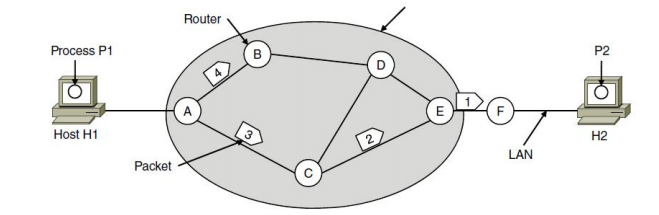 Router
Process P1
P2
B
D
4
A
E
1
F
3
2
Host H1
H2
LAN
Packet
C